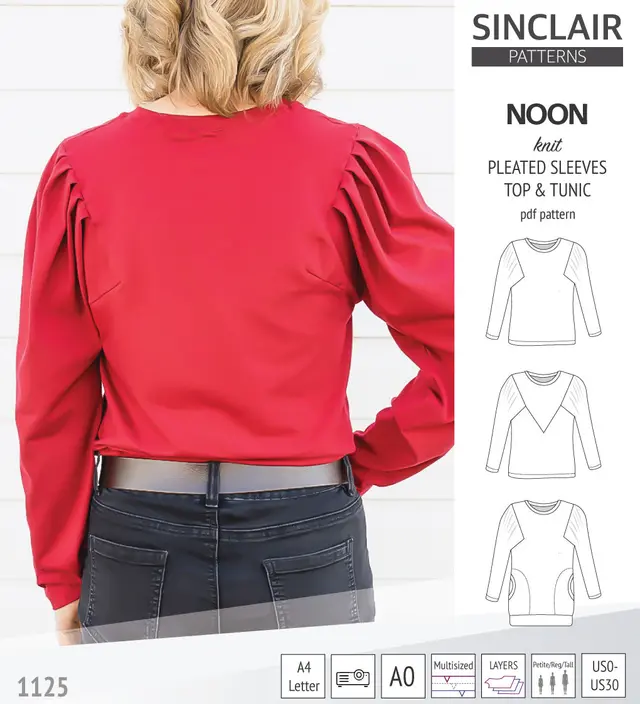 SINCLAIR
PATTERNS
NOON
knit
PLEATED SLEEVES
TOP & TUNIC
pdf pattern
1125
A4
Letter
A0
Multisized
LAYERS
Petite/Reg/Tall
US0-
US30